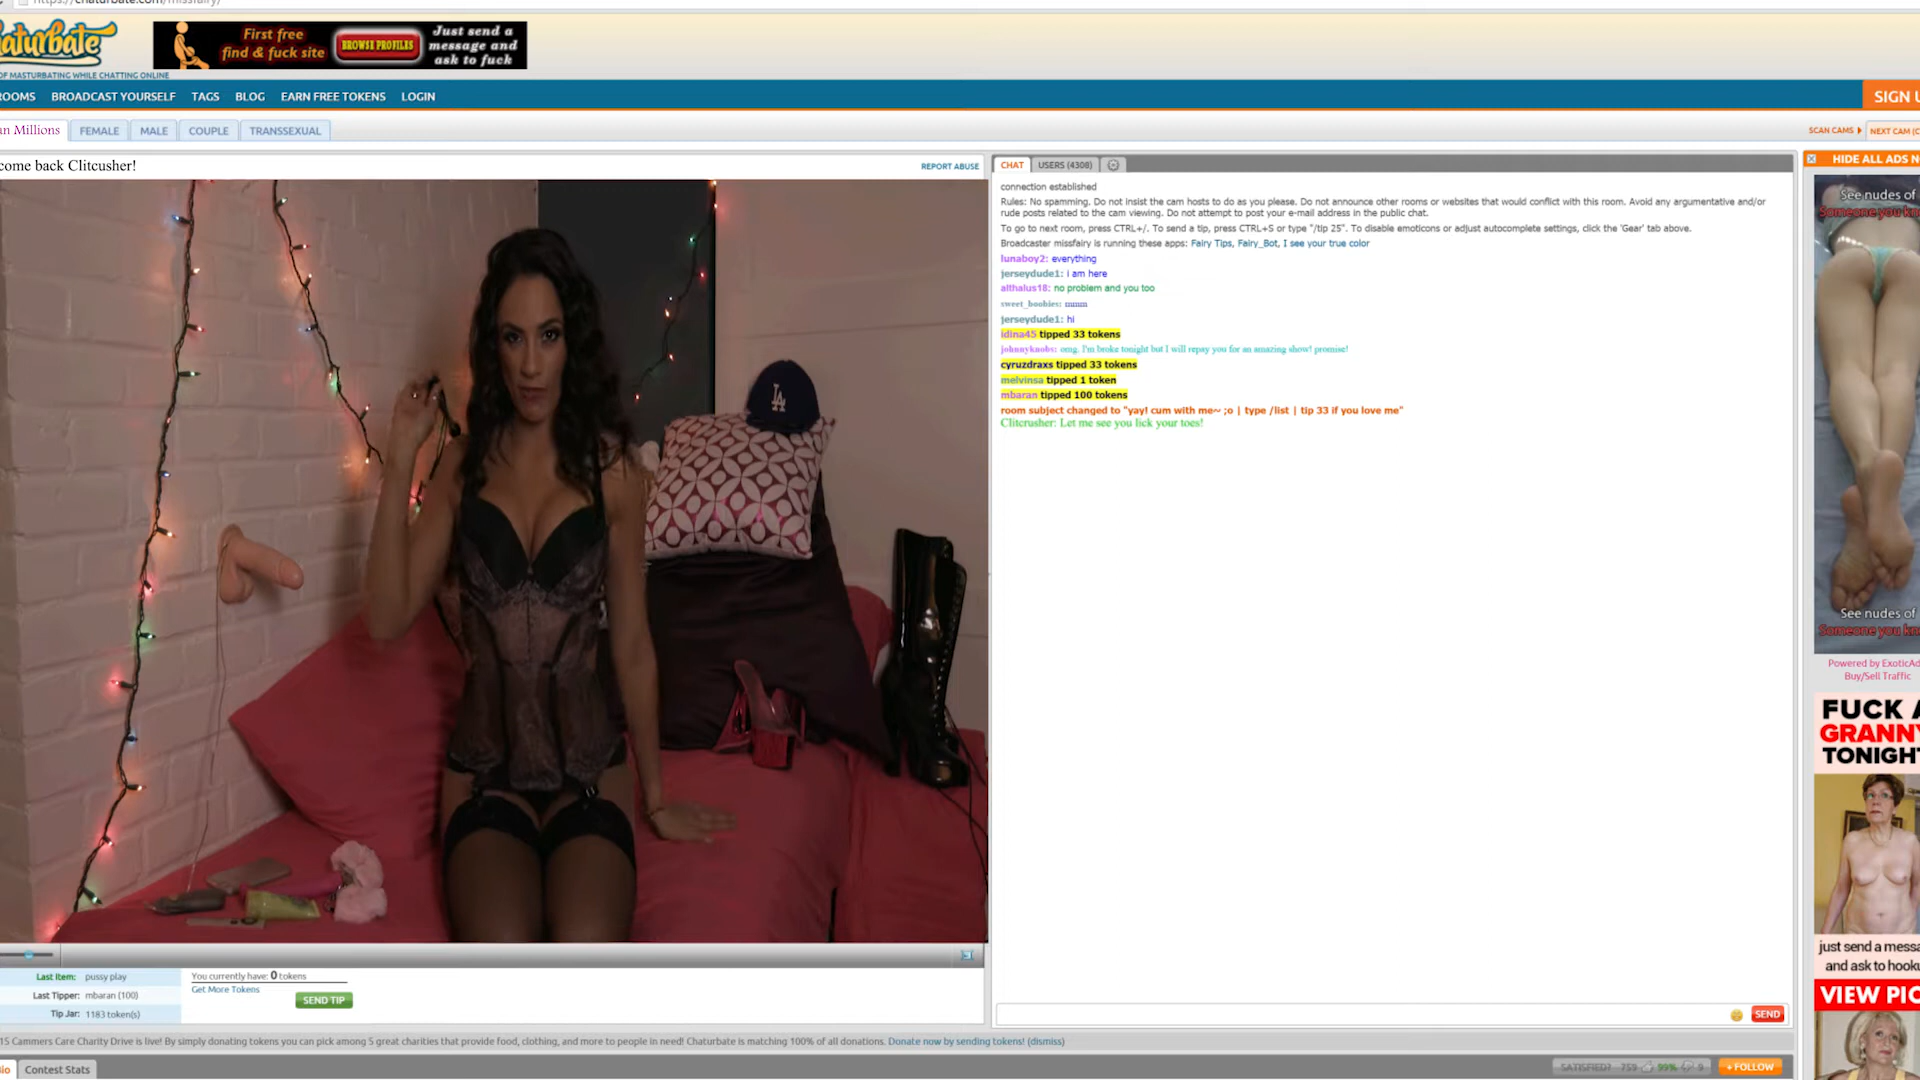 https://chaturbate.com/missfairy/
First free
find & fuck site
BROWSE PROFILES
Just send a
message and
ask to fuck
OF MASTURBATING WHILE CHATTING ONLINE
ROOMS BROADCAST YOURSELF TAGS BLOG EARN FREE TOKENS LOGIN
SIGN U
an Millions FEMALE MALE COUPLE TRANSSEXUAL
SCAN CAMS NEXT CAM (C
come back Clitcusher!
REPORT ABUSE
CHAT USERS (4308)
HIDE ALL ADS N
connection established
Rules: No spamming. Do not insist the cam hosts to do as you please. Do not announce other rooms or websites that would conflict with this room. Avoid any argumentative and/or
rude posts related to the cam viewing. Do not attempt to post your e-mail address in the public chat.
To go to next room, press CTRL+/. To send a tip, press CTRL+S or type "/tip 25". To disable emoticons or adjust autocomplete settings, click the 'Gear' tab above.
Broadcaster missfairy is running these apps: Fairy Tips, Fairy_Bot, I see your true color
lunaboy2: everything
jerseydude1: i am here
althalus18: no problem and you too
sweet_boobies: mmm
jerseydude1: hi
idina45 tipped 33 tokens
johnnyknobs: omg, I'm broke tonight but I will repay you for an amazing show! promise!
cyruzdraxs tipped 33 tokens
melvinsa tipped 1 token
mbaran tipped 100 tokens
room subject changed to "yay! cum with me~ ;o | type /list | tip 33 if you love me"
Clitcrusher: Let me see you lick your toes!
LA
See nudes of
Someone you kn
See nudes of
Someone you kn
Powered by ExoticAd
Buy/Sell Traffic
FUCK A
GRANNY
TONIGHT
just send a messa
and ask to hooku
VIEW PIC
Last Item: pussy play
Last Tipper: mbaran (100)
Tip Jar: 1183 token(s)
You currently have: 0 tokens
Get More Tokens
SEND TIP
SEND
15 Cammers Care Charity Drive is live! By simply donating tokens you can pick among 5 great charities that provide food, clothing, and more to people in need! Chaturbate is matching 100% of all donations. Donate now by sending tokens! (dismiss)
Bio Contest Stats
SATISFIED? 759 99% 9
+ FOLLOW